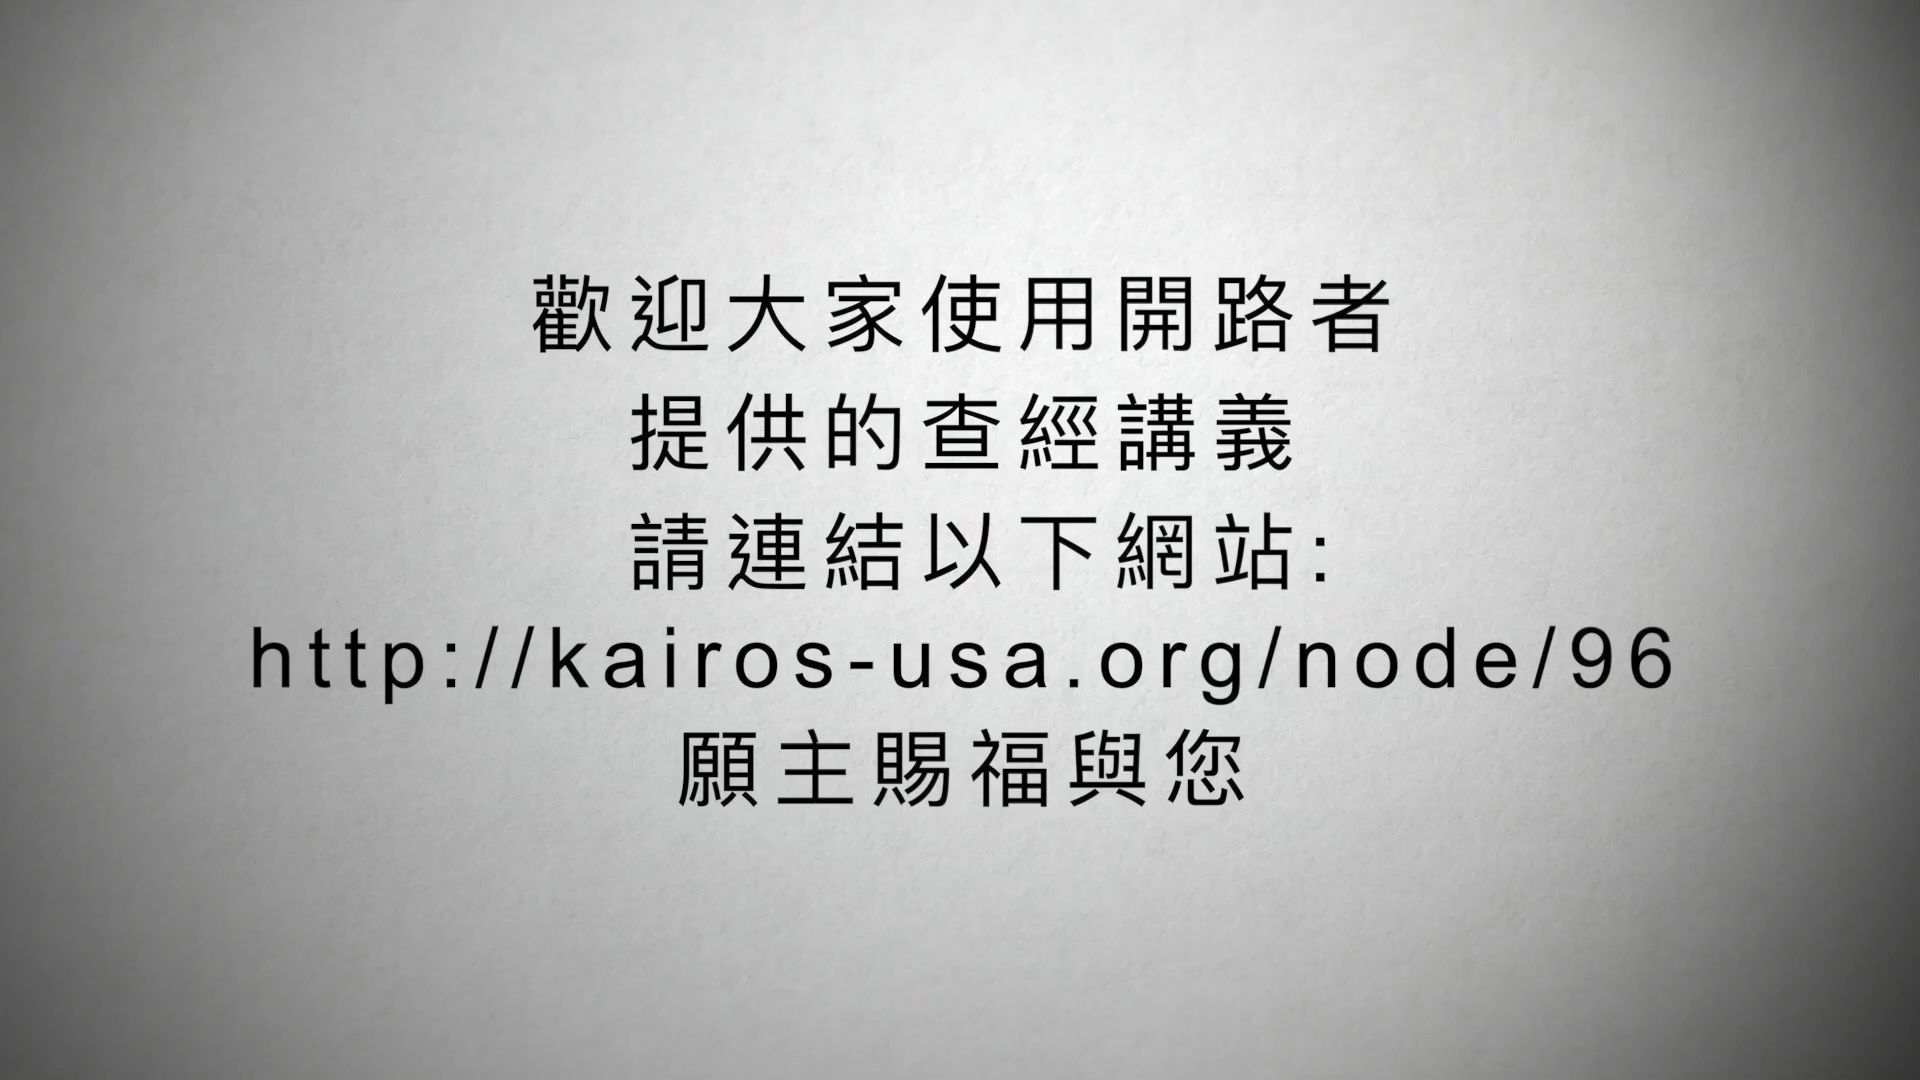 歡迎大家使用開路者
提供的查經講義
請連結以下網站:
http://kairos-usa.org/node/96
願主賜福與您